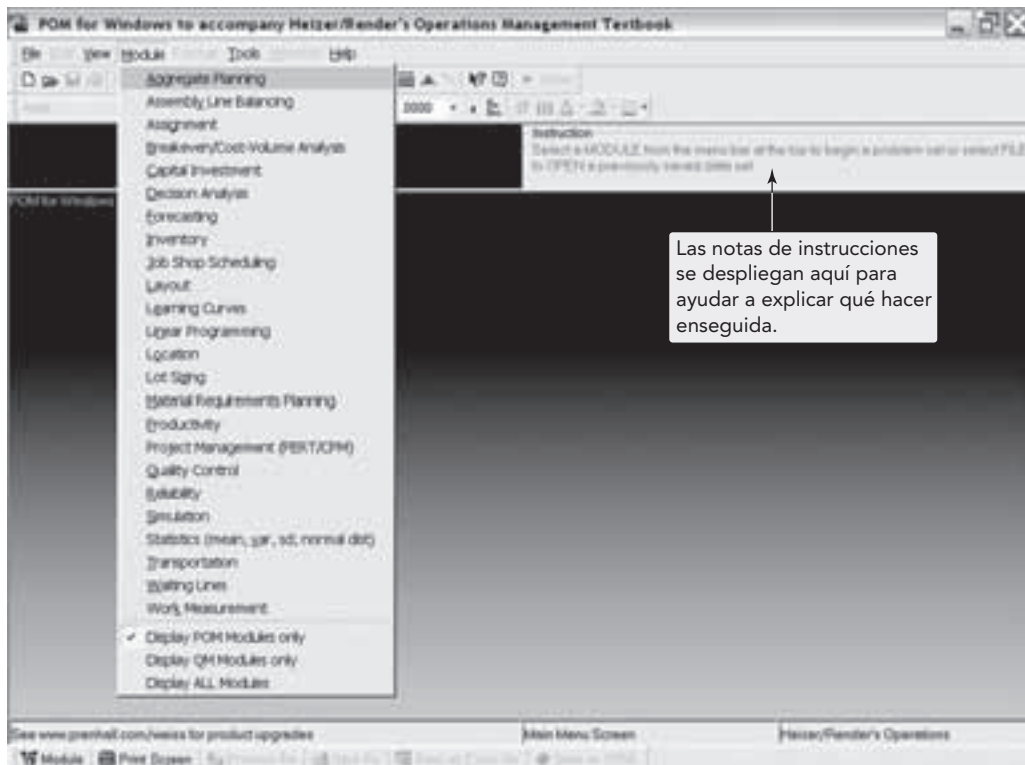 POM for Windows to accompany Heizer/Render's Operations Management Textbook
File Edit View Module Format Tools Help
Aggregate Planning
Assembly Line Balancing
Assignment
Breakeven/Cost-Volume Analysis
Capital Investment
Decision Analysis
Forecasting
Inventory
Job Shop Scheduling
Layout
Learning Curves
Linear Programming
Location
Lot Sizing
Material Requirements Planning
Productivity
Project Management (PERT/CPM)
Quality Control
Reliability
Simulation
Statistics (mean, var, sd, normal dist)
Transportation
Waiting Lines
Work Measurement
Display POM Modules only
Display QM Modules only
Display ALL Modules
Instruction
Select a MODULE from the menu bar at the top to begin a problem set or select FILE
to OPEN a previously saved data set
POM for Windows
Las notas de instrucciones
se despliegan aquí para
ayudar a explicar qué hacer
enseguida.
See www.prenhall.com/weiss for product upgrades
Main Menu Screen
Heizer/Render's Operations
Module Print Screen